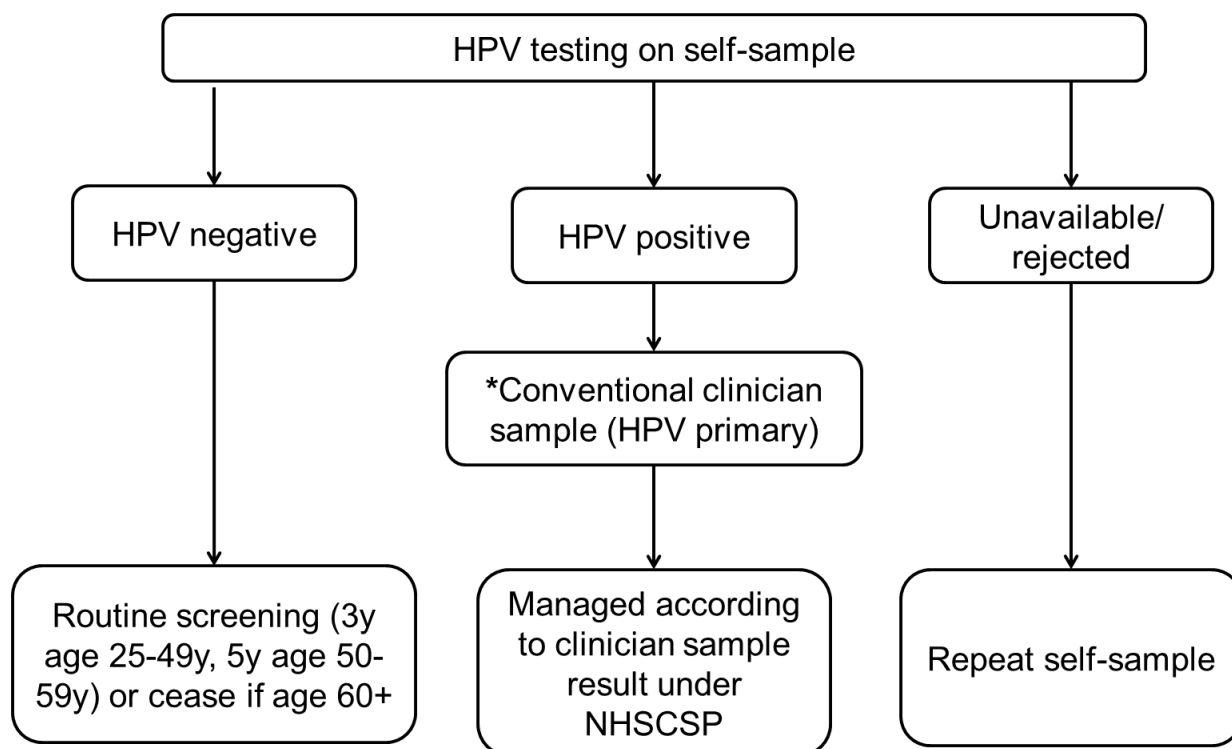 HPV testing on self-sample
HPV negative
HPV positive
Unavailable/
rejected
*Conventional clinician
sample (HPV primary)
Routine screening (3y
age 25-49y, 5y age 50-
59y) or cease if age 60+
Managed according
to clinician sample
result under
NHSCSP
Repeat self-sample